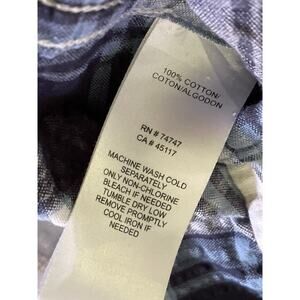 100% COTTON/
COTON/ALGODON
RN # 74747
CA # 45117
MACHINE WASH COLD
SEPARATELY
ONLY NON-CHLORINE
BLEACH IF NEEDED
TUMBLE DRY LOW
REMOVE PROMPTLY
COOL IRON IF
NEEDED